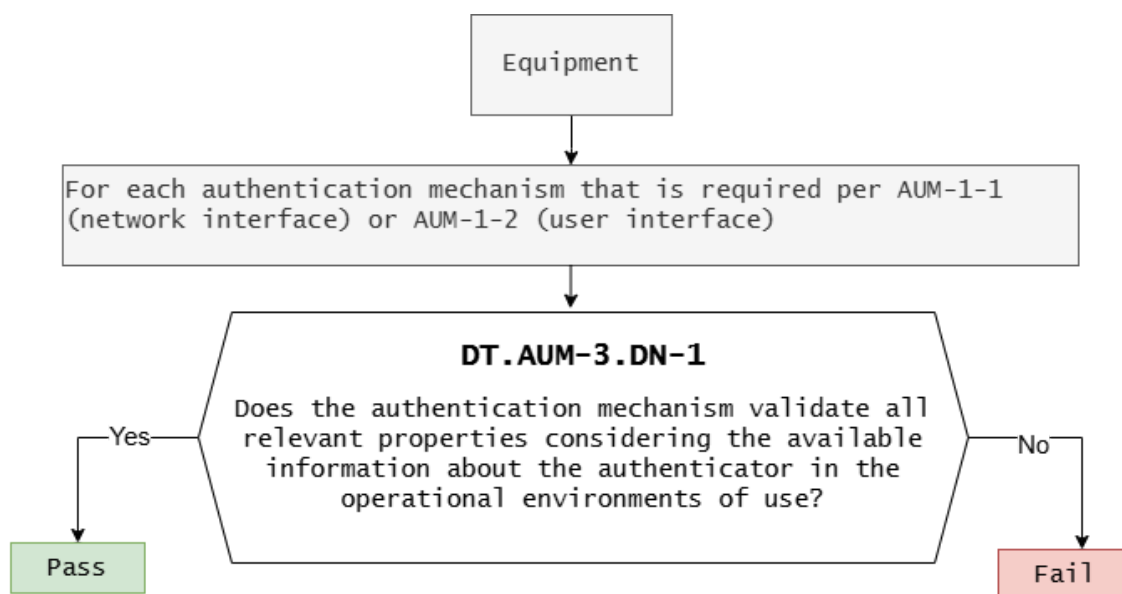 Equipment
For each authentication mechanism that is required per AUM-1-1
(network interface) or AUM-1-2 (user interface)
DT.AUM-3.DN-1
Does the authentication mechanism validate all
relevant properties considering the available
information about the authenticator in the
operational environments of use?
Yes
No
Pass
Fail